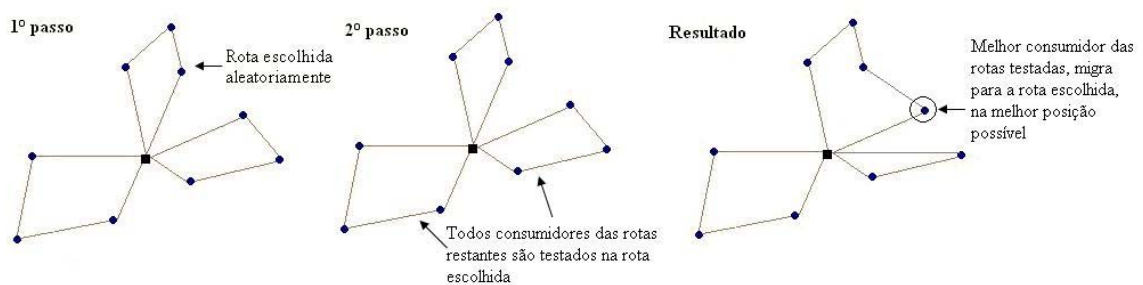 1º passo
Rota escolhida
aleatoriamente
2º passo
Todos consumidores das rotas
restantes são testados na rota
escolhida
Resultado
Melhor consumidor das
rotas testadas, migra
para a rota escolhida,
na melhor posição
possível